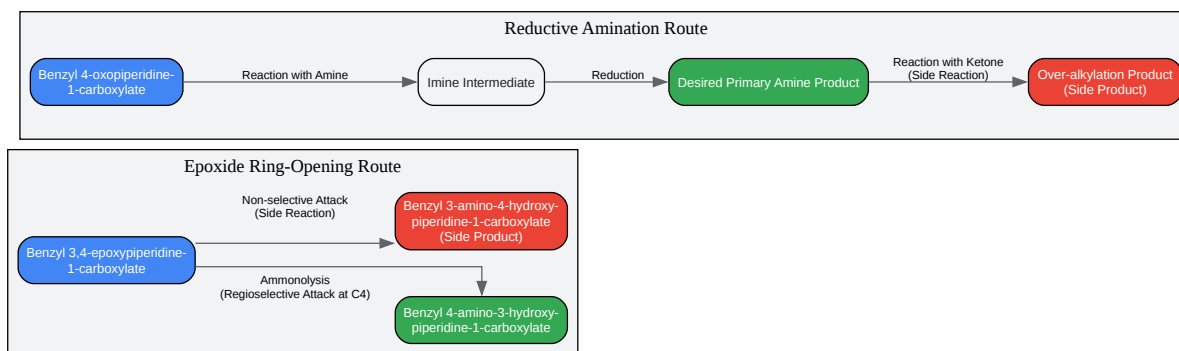 Reductive Amination Route
Benzyl 4-oxopiperidine-
1-carboxylate
Reaction with Amine
Imine Intermediate
Reduction
Desired Primary Amine Product
Reaction with Ketone
(Side Reaction)
Over-alkylation Product
(Side Product)
Epoxide Ring-Opening Route
Benzyl 3,4-epoxypiperidine-
1-carboxylate
Non-selective Attack
(Side Reaction)
Benzyl 3-amino-4-hydroxy-
piperidine-1-carboxylate
(Side Product)
Ammonolysis
(Regioselective Attack at C4)
Benzyl 4-amino-3-hydroxy-
piperidine-1-carboxylate